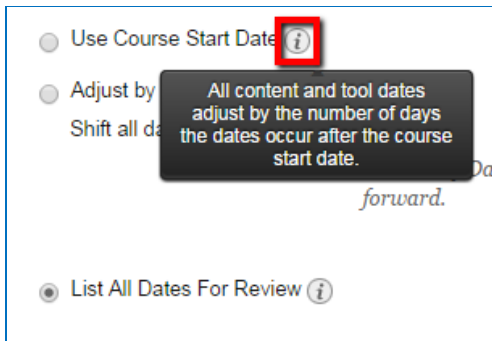 Use Course Start Date i
Adjust by
All content and tool dates
adjust by the number of days
Shift all da
the dates occur after the course
start date.
Da
forward.
List All Dates For Review i